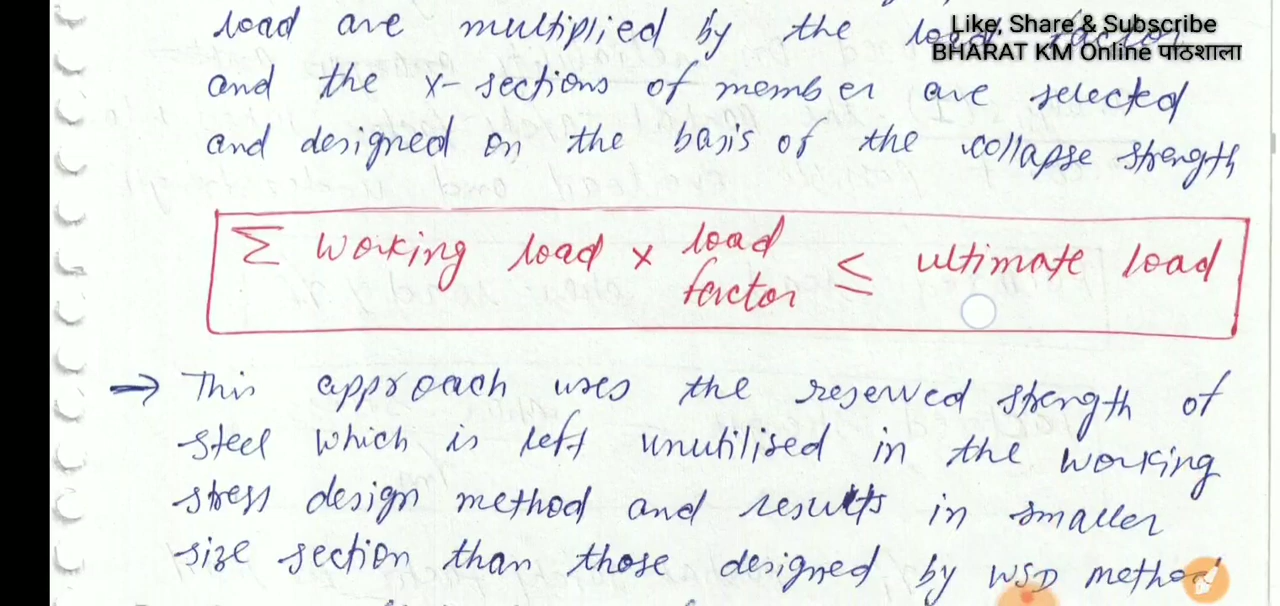 load are multiplied by the load factor
Like, Share & Subscribe
BHARAT KM Online पाठशाला
and the x-sections of member are selected
and designed on the basis of the collapse strength
Σ working load × load factor ≤ ultimate load
→ This approach uses the reserved strength of
steel which is left unutilised in the working
stress design method and results in smaller
size section than those designed by WSD method